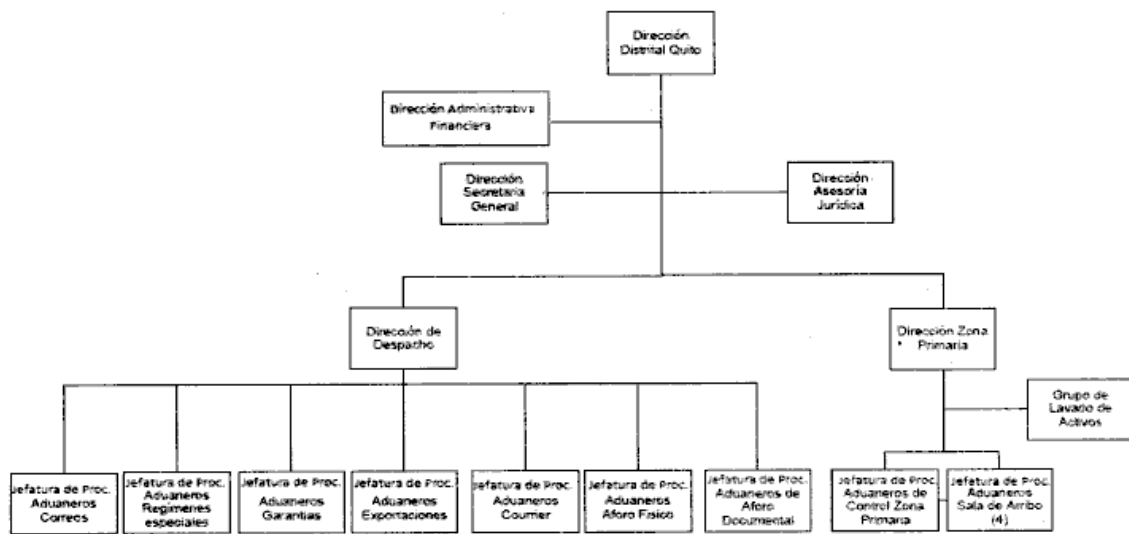 Dirección
Distrital Quito
Dirección Administrativa
Financiera
Dirección
Secretaria
General
Dirección
Asesoría
Jurídica
Dirección de
Despacho
Dirección Zona
Primaria
Grupo de
Lavado de
Activos
Jefatura de Proc.
Aduaneros
Correos
Jefatura de Proc.
Aduaneros
Regimenes
especiales
Jefatura de Proc.
Aduaneros
Garantías
Jefatura de Proc.
Aduaneros
Exportaciones
Jefatura de Proc.
Aduaneros
Courrier
Jefatura de Proc.
Aduaneros
Aforo Fisico
Jefatura de Proc.
Aduaneros de
Aforo
Documental
Jefatura de Proc.
Aduaneros de
Control Zona
Primaria
Jefatura de Proc.
Aduaneros
Sala de Arribo
(4)